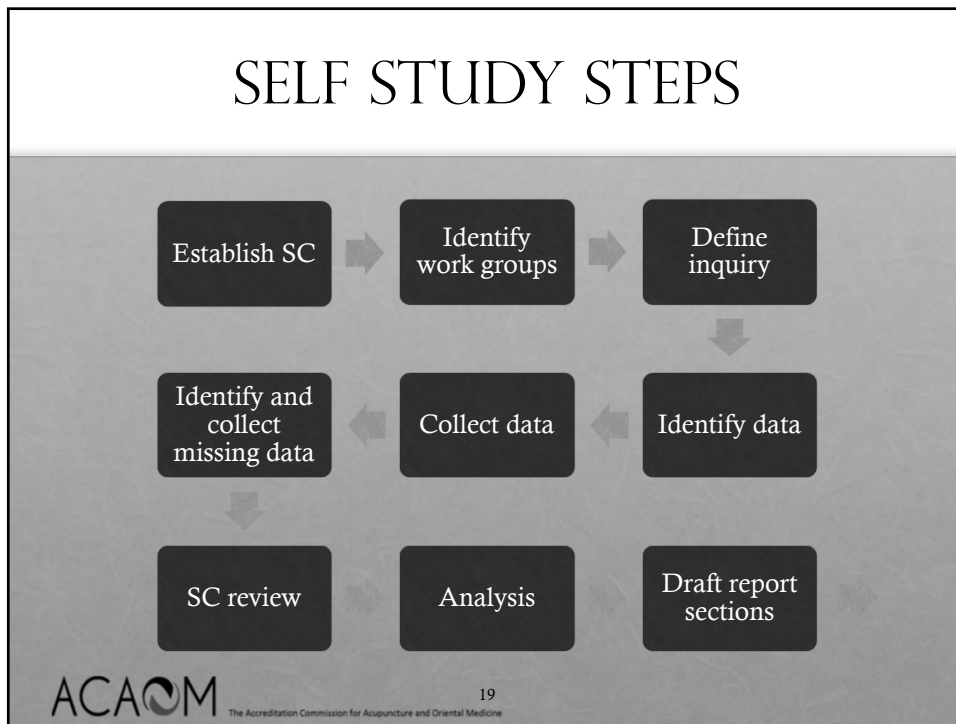 SELF STUDY STEPS
Establish SC
Identify
work groups
Define
inquiry
Identify data
Collect data
Identify and
collect
missing data
SC review
Analysis
Draft report
sections
19
ACAOM
The Accreditation Commission for Acupuncture and Oriental Medicine